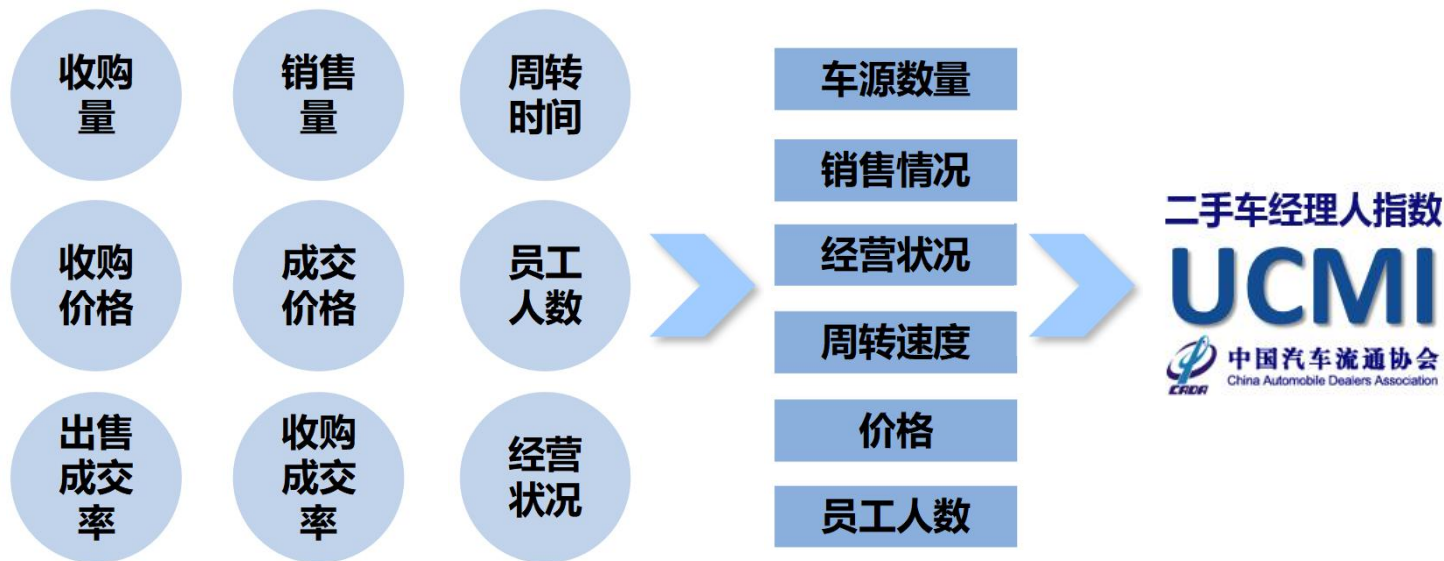 收购
量
销售
量
周转
时间
收购
价格
成交
价格
员工
人数
出售
成交
率
收购
成交
率
经营
状况
车源数量
销售情况
经营状况
周转速度
价格
员工人数
二手车经理人指数
UCMI
中国汽车流通协会
China Automobile Dealers Association
CADA